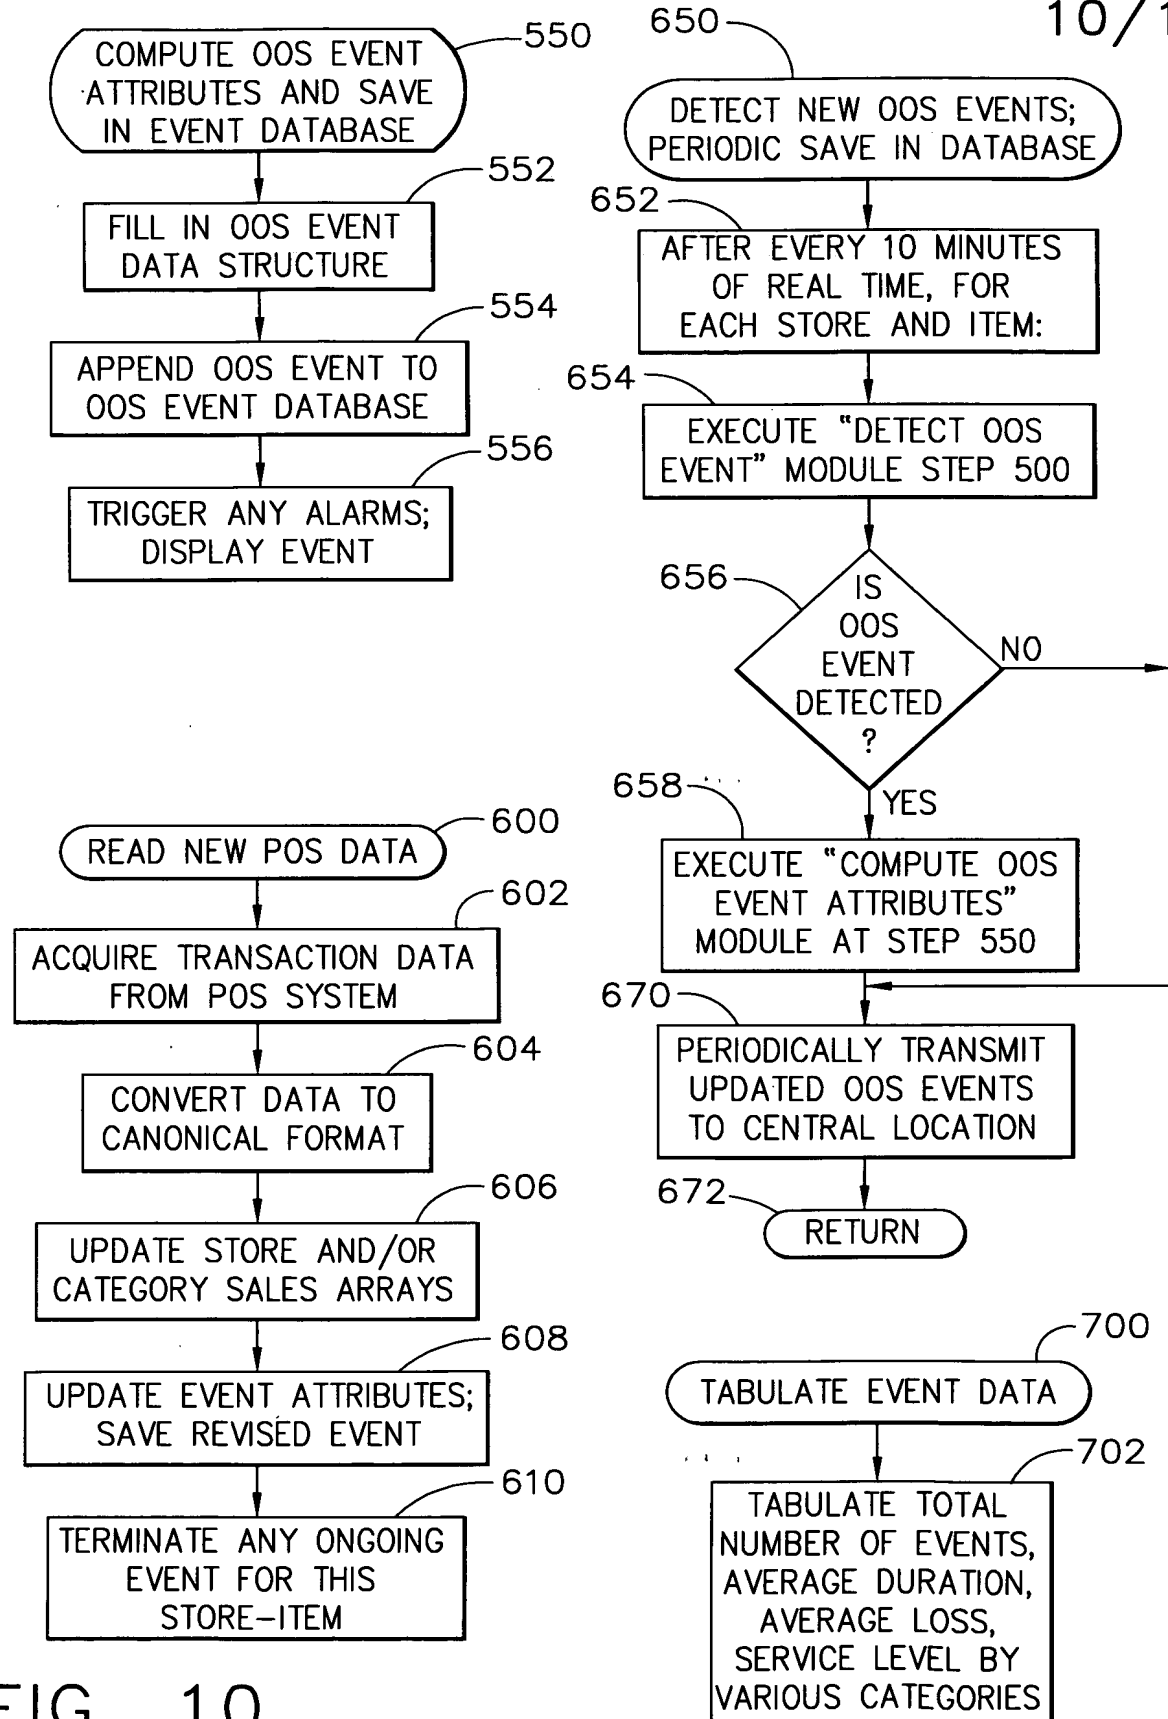 10/1
550
COMPUTE OOS EVENT
ATTRIBUTES AND SAVE
IN EVENT DATABASE
552
FILL IN OOS EVENT
DATA STRUCTURE
554
APPEND OOS EVENT TO
OOS EVENT DATABASE
556
TRIGGER ANY ALARMS;
DISPLAY EVENT
600
READ NEW POS DATA
602
ACQUIRE TRANSACTION DATA
FROM POS SYSTEM
604
CONVERT DATA TO
CANONICAL FORMAT
606
UPDATE STORE AND/OR
CATEGORY SALES ARRAYS
608
UPDATE EVENT ATTRIBUTES;
SAVE REVISED EVENT
610
TERMINATE ANY ONGOING
EVENT FOR THIS
STORE-ITEM
650
DETECT NEW OOS EVENTS;
PERIODIC SAVE IN DATABASE
652
AFTER EVERY 10 MINUTES
OF REAL TIME, FOR
EACH STORE AND ITEM:
654
EXECUTE "DETECT OOS
EVENT" MODULE STEP 500
656
IS
OOS
EVENT
DETECTED
?
NO
YES
658
EXECUTE "COMPUTE OOS
EVENT ATTRIBUTES"
MODULE AT STEP 550
670
PERIODICALLY TRANSMIT
UPDATED OOS EVENTS
TO CENTRAL LOCATION
672
RETURN
700
TABULATE EVENT DATA
702
TABULATE TOTAL
NUMBER OF EVENTS,
AVERAGE DURATION,
AVERAGE LOSS,
SERVICE LEVEL BY
VARIOUS CATEGORIES
FIG. 10